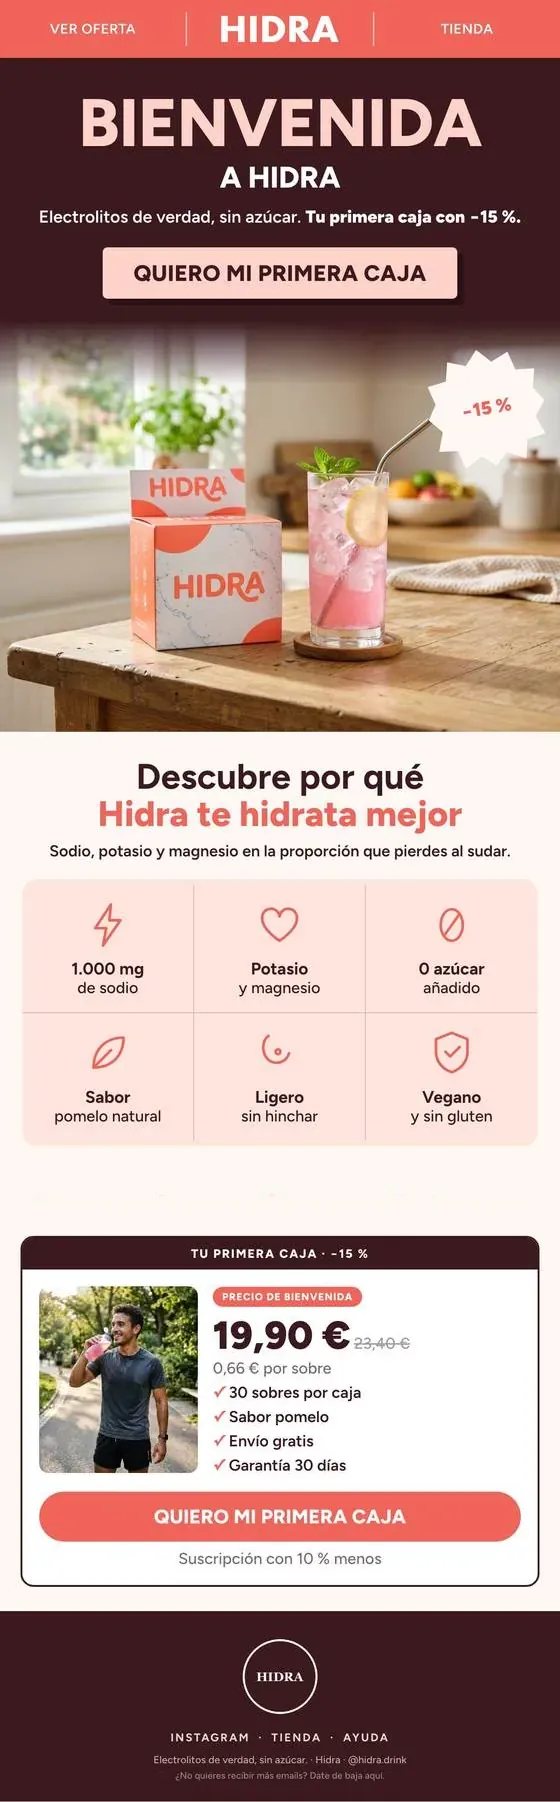 VER OFERTA
HIDRA
TIENDA
BIENVENIDA
A HIDRA
Electrolitos de verdad, sin azúcar. Tu primera caja con −15 %.
QUIERO MI PRIMERA CAJA
−15 %
HIDRA
HIDRA
Descubre por qué
Hidra te hidrata mejor
Sodio, potasio y magnesio en la proporción que pierdes al sudar.
1.000 mg
de sodio
Potasio
y magnesio
0 azúcar
añadido
Sabor
pomelo natural
Ligero
sin hinchar
Vegano
y sin gluten
TU PRIMERA CAJA · −15 %
PRECIO DE BIENVENIDA
19,90 € 23,40 €
0,66 € por sobre
✓ 30 sobres por caja
✓ Sabor pomelo
✓ Envío gratis
✓ Garantía 30 días
QUIERO MI PRIMERA CAJA
Suscripción con 10 % menos
HIDRA
INSTAGRAM · TIENDA · AYUDA
Electrolitos de verdad, sin azúcar. · Hidra · @hidra.drink
¿No quieres recibir más emails? Date de baja aquí.